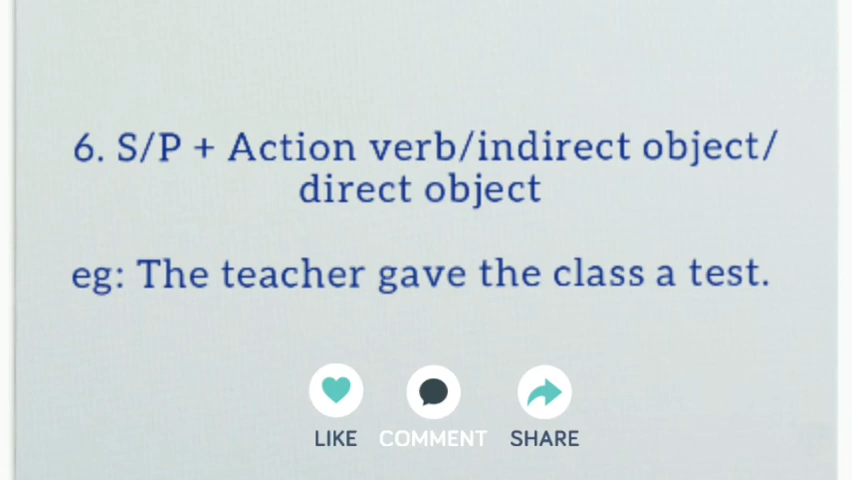 6. S/P + Action verb/indirect object/
direct object
eg: The teacher gave the class a test.
LIKE COMMENT SHARE